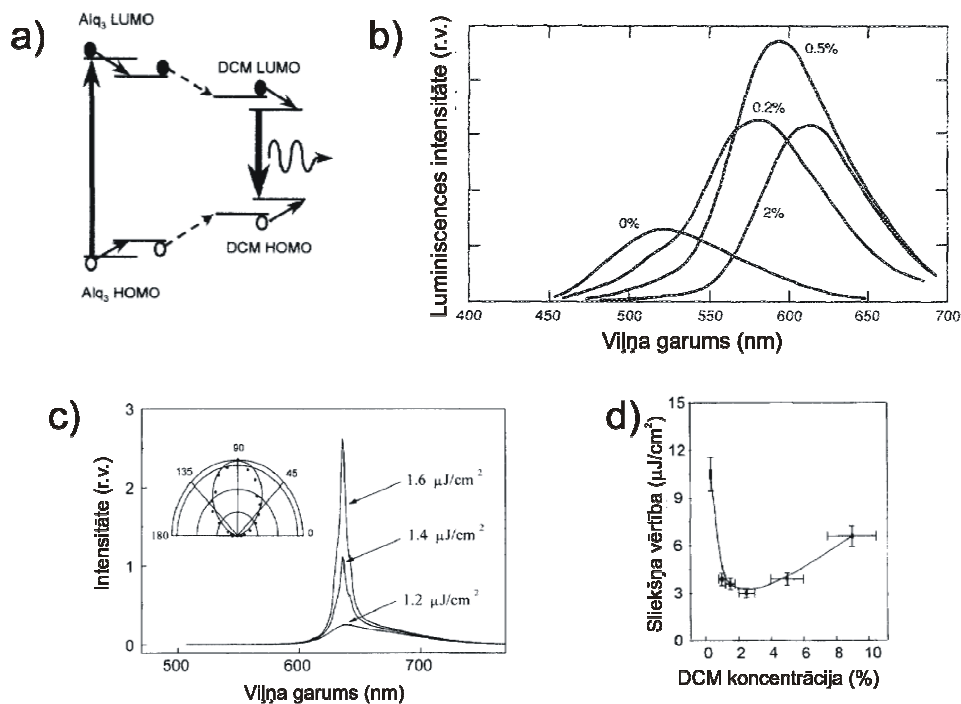 a)
Alq₃ LUMO
DCM LUMO
DCM HOMO
Alq₃ HOMO
b)
Luminiscences intensitāte (r.v.)
0.5%
0.2%
0%
2%
400 450 500 550 600 650 700
Viļņa garums (nm)
c)
Intensitāte (r.v.)
3
2
1
0
90
135 45
180 0
1.6 μJ/cm²
1.4 μJ/cm²
1.2 μJ/cm²
500 600 700
Viļņa garums (nm)
d)
Sliekšņa vērtība (μJ/cm²)
15
12
9
6
3
0
0 2 4 6 8 10
DCM koncentrācija (%)